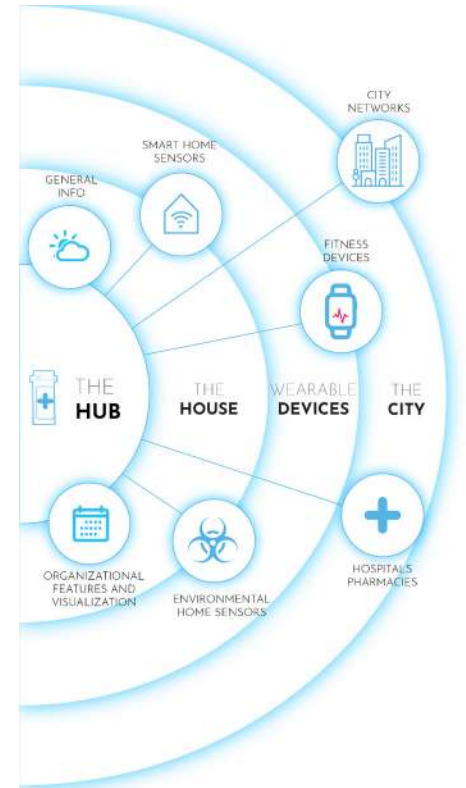 CITY
NETWORKS
SMART HOME
SENSORS
GENERAL
INFO
FITNESS
DEVICES
THE
HUB
THE
HOUSE
WEARABLE
DEVICES
THE
CITY
ORGANIZATIONAL
FEATURES AND
VISUALIZATION
ENVIRONMENTAL
HOME SENSORS
HOSPITALS
PHARMACIES